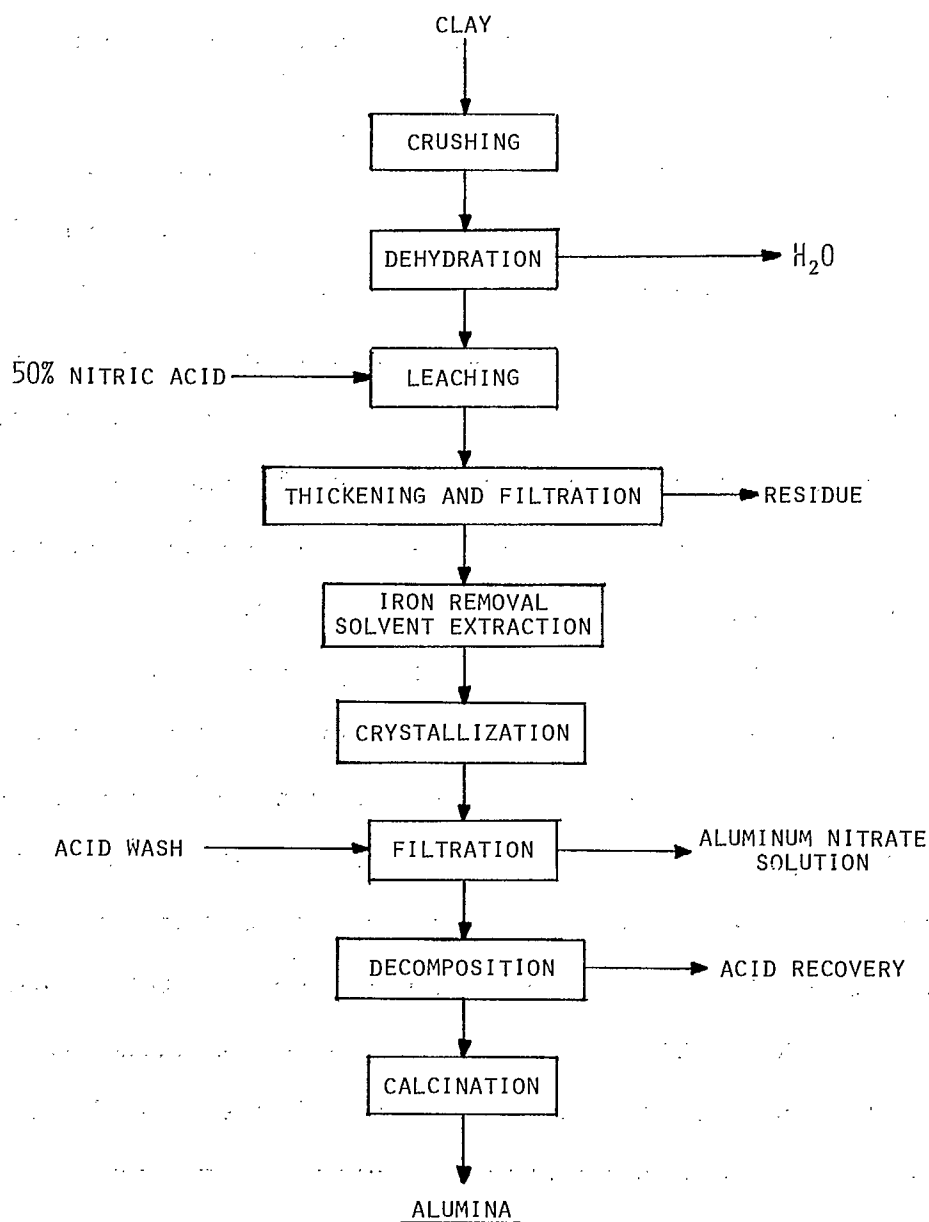 CLAY
CRUSHING
DEHYDRATION
H₂O
50% NITRIC ACID
LEACHING
THICKENING AND FILTRATION
RESIDUE
IRON REMOVAL
SOLVENT EXTRACTION
CRYSTALLIZATION
ACID WASH
FILTRATION
ALUMINUM NITRATE
SOLUTION
DECOMPOSITION
ACID RECOVERY
CALCINATION
ALUMINA